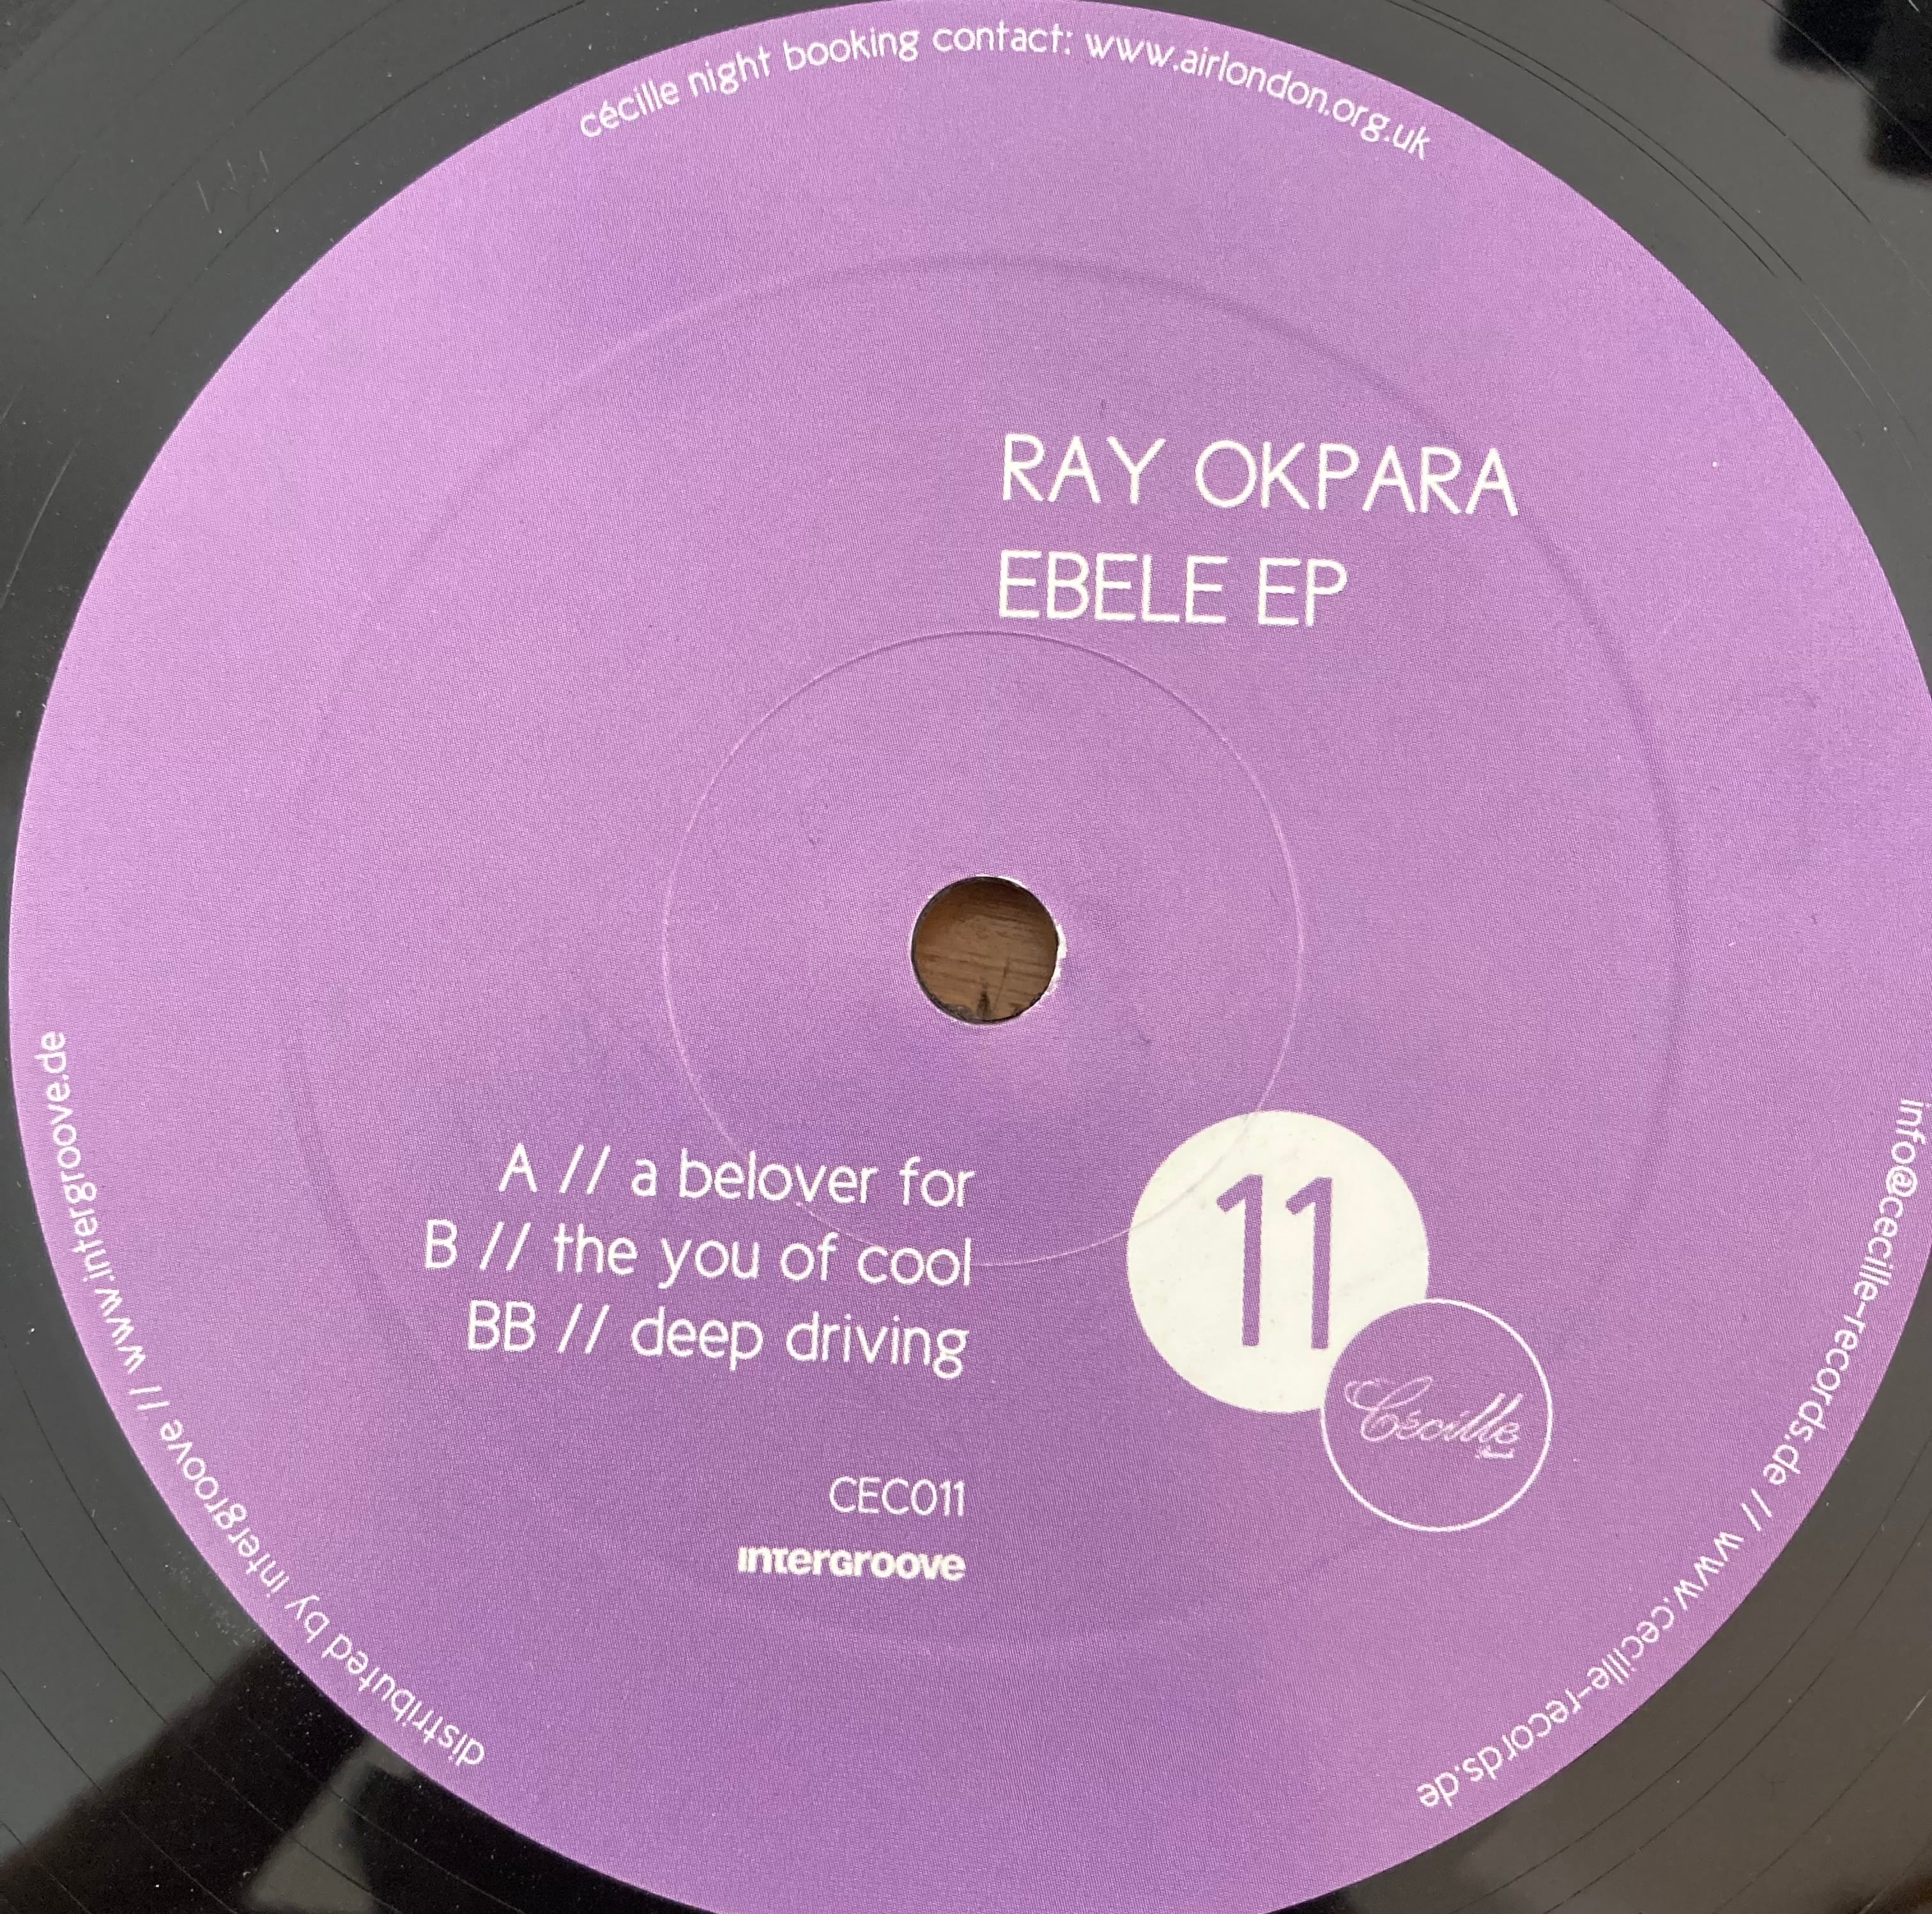 cécille night booking contact: www.airlondon.org.uk
RAY OKPARA
EBELE EP
A // a belover for
B // the you of cool
BB // deep driving
11
Cécille
CEC011
intergroove
distributed by intergroove // www.intergroove.de
info@cecille-records.de // www.cecille-records.de